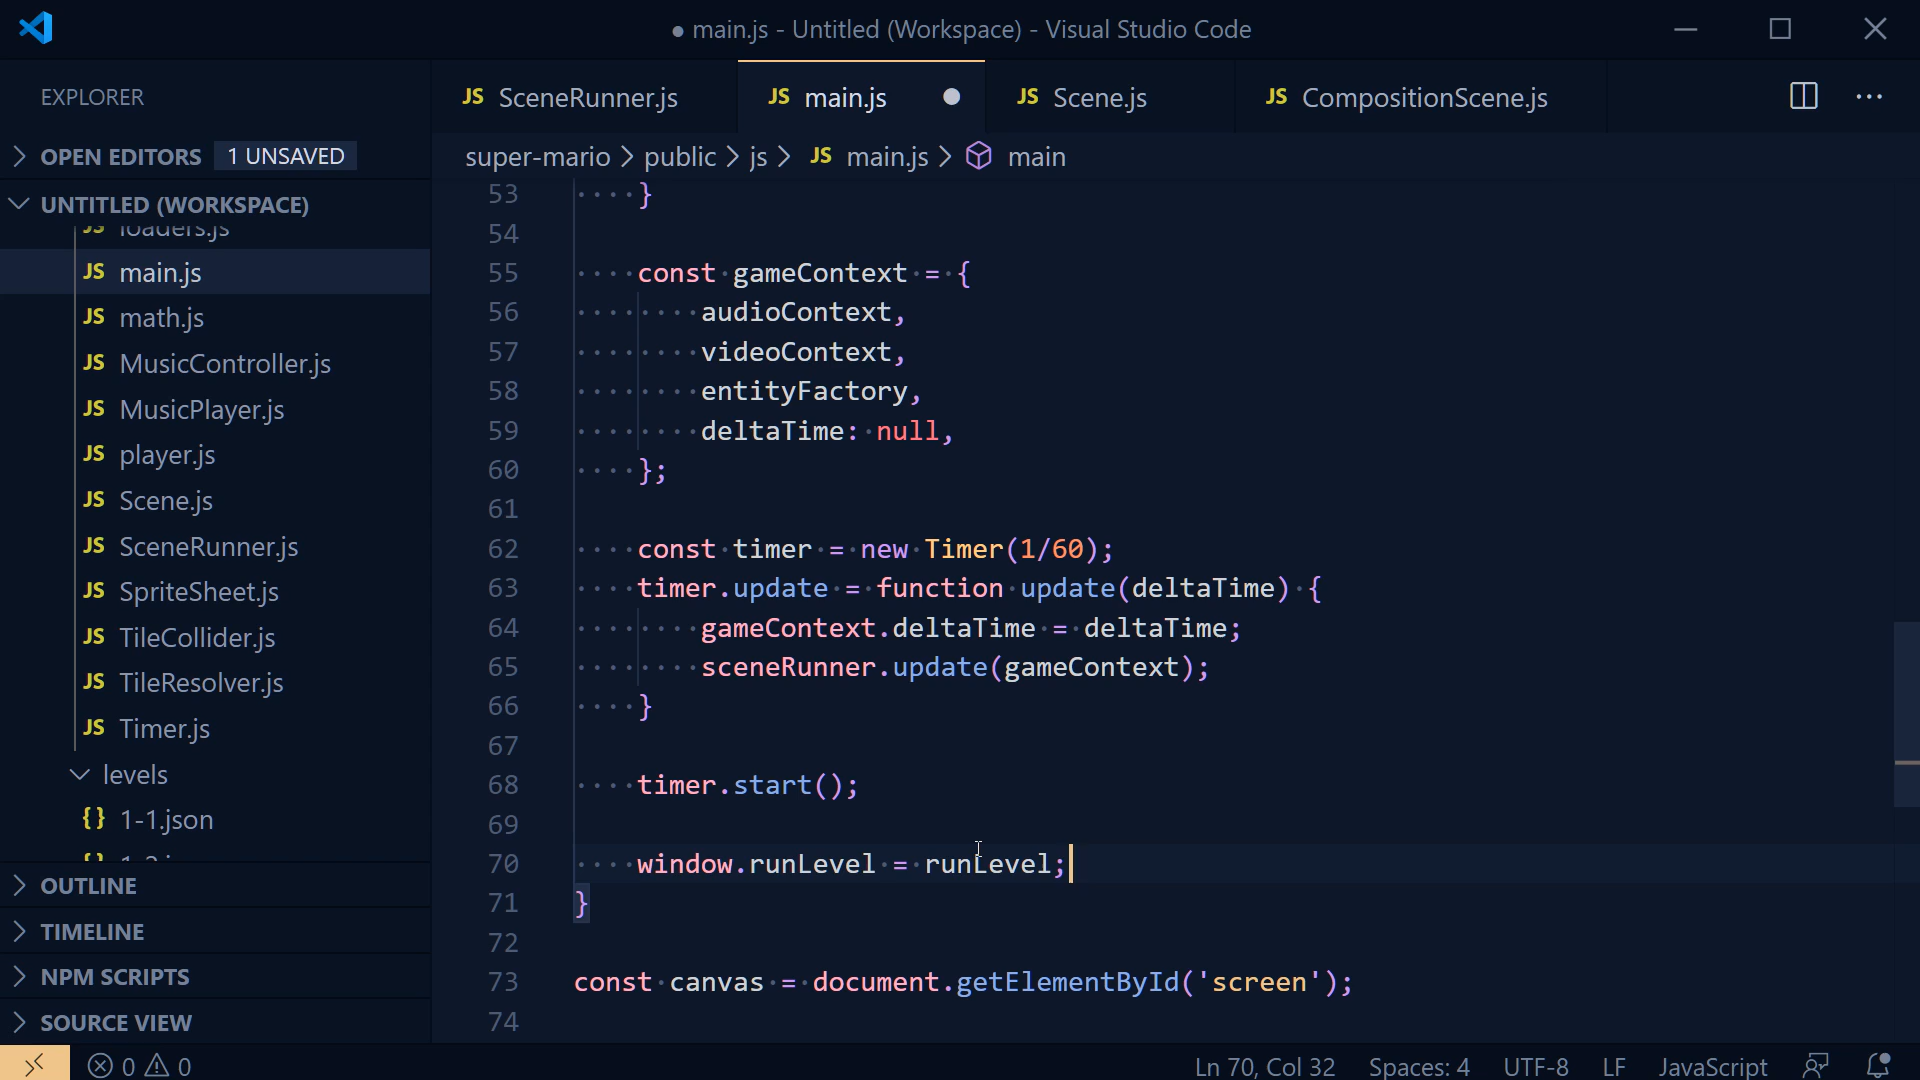 ● main.js - Untitled (Workspace) - Visual Studio Code
EXPLORER
OPEN EDITORS 1 UNSAVED
UNTITLED (WORKSPACE)
loaders.js
JS main.js
JS math.js
JS MusicController.js
JS MusicPlayer.js
JS player.js
JS Scene.js
JS SceneRunner.js
JS SpriteSheet.js
JS TileCollider.js
JS TileResolver.js
JS Timer.js
levels
{} 1-1.json
OUTLINE
TIMELINE
NPM SCRIPTS
SOURCE VIEW
JS SceneRunner.js JS main.js ● JS Scene.js JS CompositionScene.js
super-mario > public > js > JS main.js > main
53 }
54
55 const gameContext = {
56 audioContext,
57 videoContext,
58 entityFactory,
59 deltaTime: null,
60 };
61
62 const timer = new Timer(1/60);
63 timer.update = function update(deltaTime) {
64 gameContext.deltaTime = deltaTime;
65 sceneRunner.update(gameContext);
66 }
67
68 timer.start();
69
70 window.runLevel = runLevel;
71 }
72
73 const canvas = document.getElementById('screen');
74
0 0 Ln 70, Col 32 Spaces: 4 UTF-8 LF JavaScript